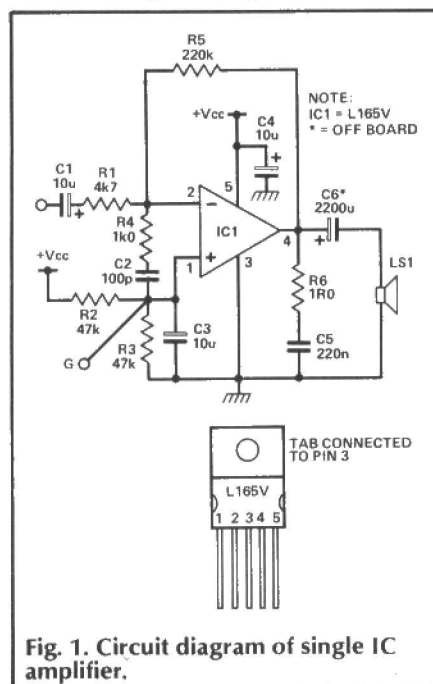 R5
220k
NOTE:
IC1 = L165V
* = OFF BOARD
+Vcc
C4
10u
+
C1
10u
R1
4k7
+
2
−
5
R4
1k0
IC1
4
C6*
2200u
+
LS1
C2
100p
1
+
3
+Vcc
R6
1R0
R2
47k
C3
10u
C5
220n
G
R3
47k
TAB CONNECTED
TO PIN 3
L165V
1 2 3 4 5
Fig. 1. Circuit diagram of single IC
amplifier.